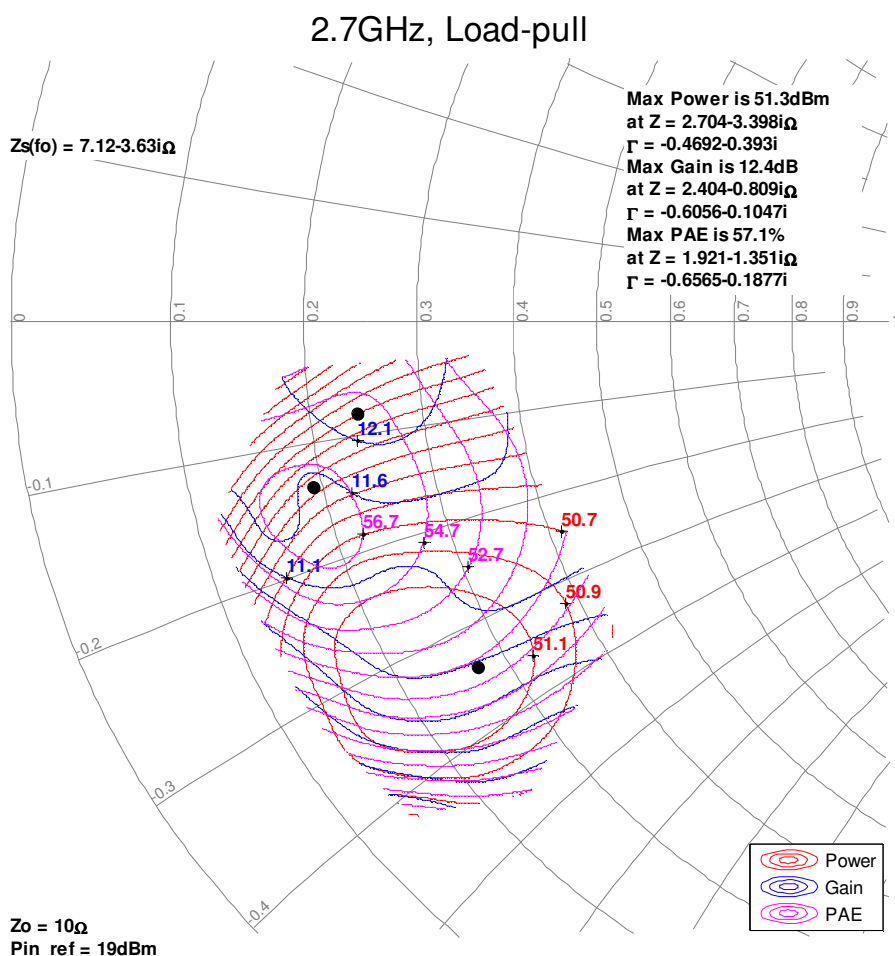 2.7GHz, Load-pull
Max Power is 51.3dBm
at Z = 2.704-3.398iΩ
Γ = -0.4692-0.393i
Max Gain is 12.4dB
at Z = 2.404-0.809iΩ
Γ = -0.6056-0.1047i
Max PAE is 57.1%
at Z = 1.921-1.351iΩ
Γ = -0.6565-0.1877i
Zs(fo) = 7.12-3.63iΩ
0
0.1
0.2
0.3
0.4
0.5
0.6
0.7
0.8
0.9
12.1
11.6
-0.1
56.7
50.7
54.7
52.7
11.1
50.9
51.1
-0.2
-0.3
-0.4
Power
Gain
PAE
Zo = 10Ω
Pin_ref = 19dBm